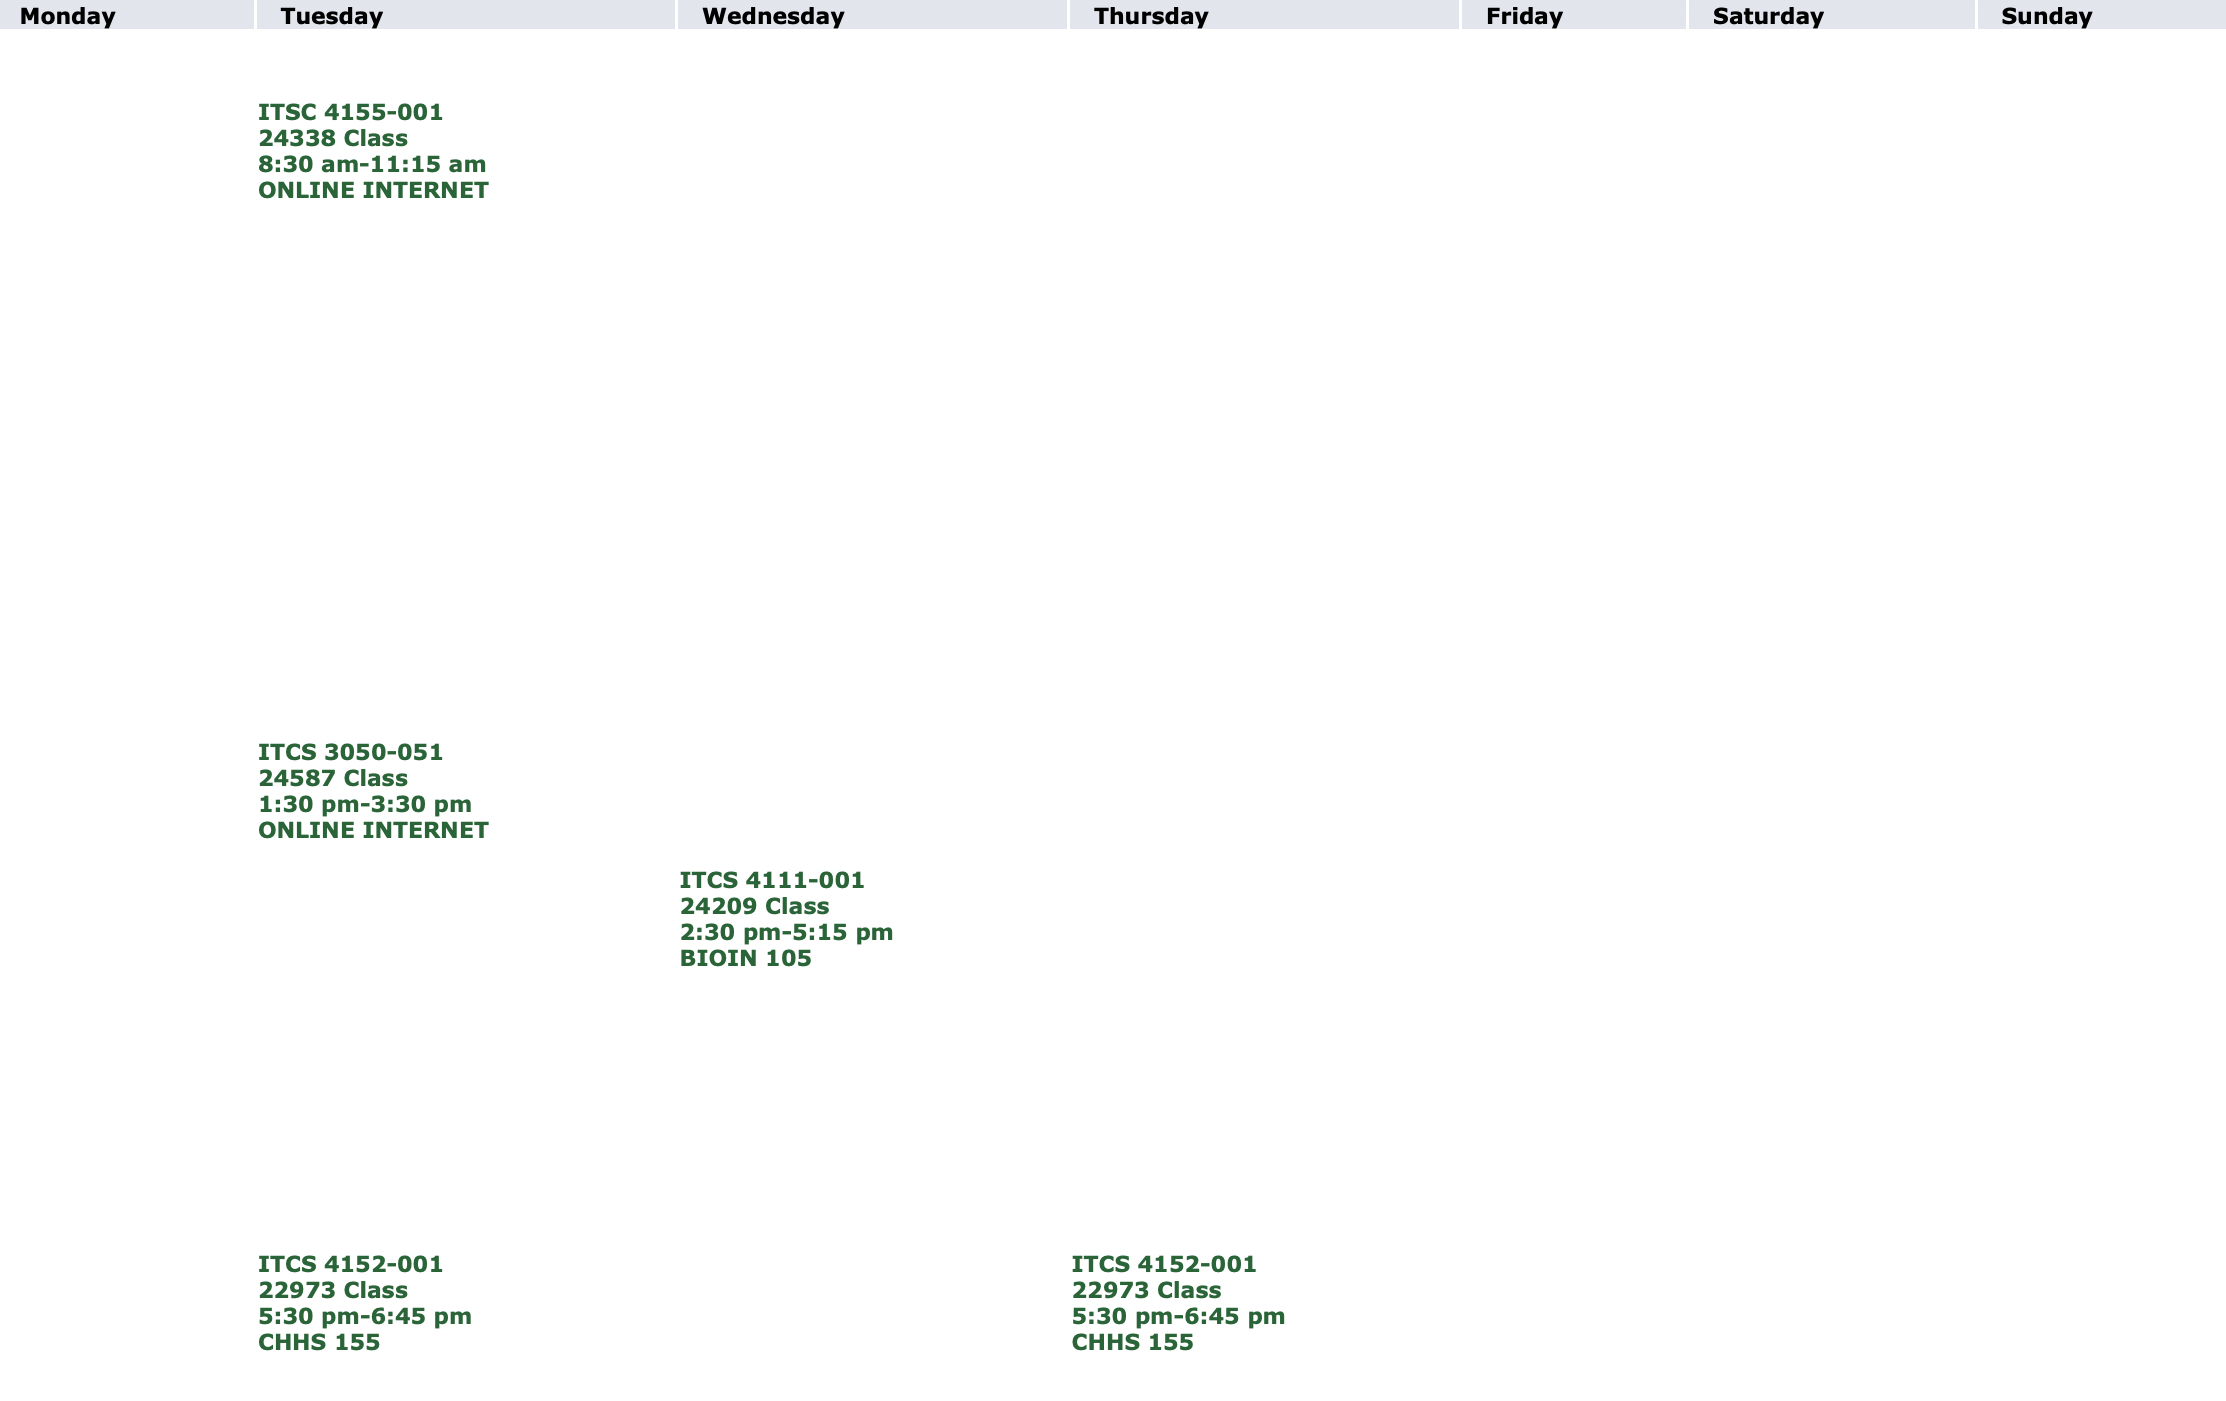 Monday Tuesday Wednesday Thursday Friday Saturday Sunday
ITSC 4155-001
24338 Class
8:30 am-11:15 am
ONLINE INTERNET
ITCS 3050-051
24587 Class
1:30 pm-3:30 pm
ONLINE INTERNET
ITCS 4111-001
24209 Class
2:30 pm-5:15 pm
BIOIN 105
ITCS 4152-001
22973 Class
5:30 pm-6:45 pm
CHHS 155
ITCS 4152-001
22973 Class
5:30 pm-6:45 pm
CHHS 155